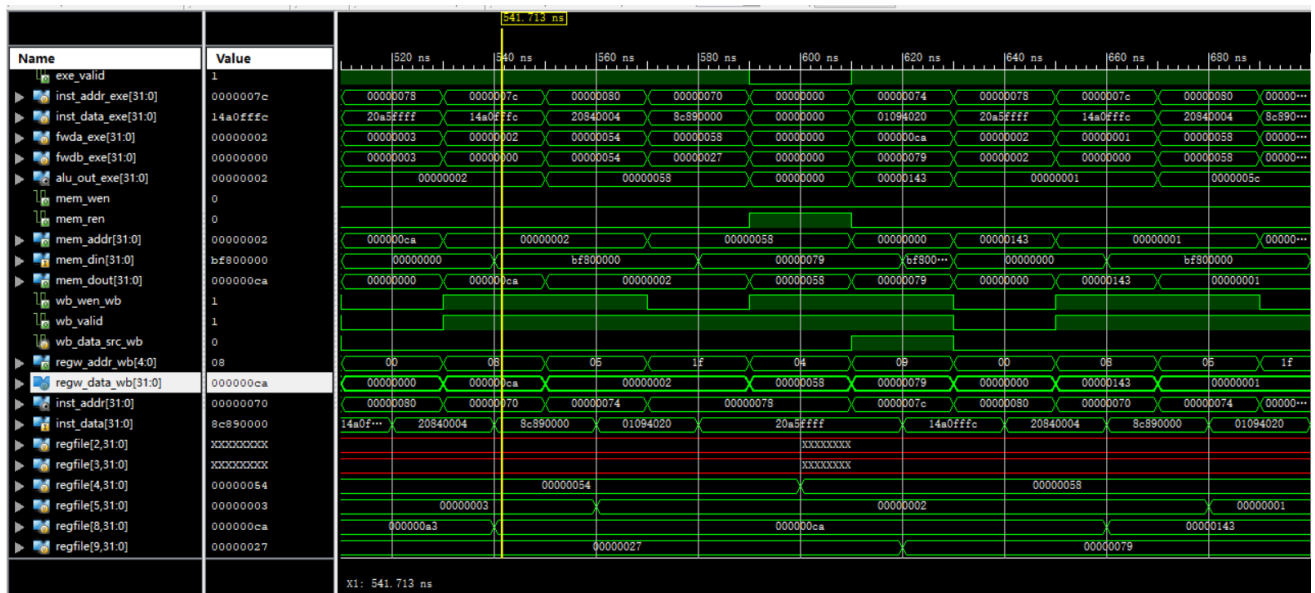 541.713 ns
Name Value 520 ns 540 ns 560 ns 580 ns 600 ns 620 ns 640 ns 660 ns 680 ns
exe_valid 1
inst_addr_exe[31:0] 0000007c 00000078 0000007c 00000080 00000070 00000000 00000074 00000078 0000007c 00000080 00000···
inst_data_exe[31:0] 14a0fffc 20a5ffff 14a0fffc 20840004 8c890000 00000000 01094020 20a5ffff 14a0fffc 20840004 8c890···
fwda_exe[31:0] 00000002 00000003 00000002 00000054 00000058 00000000 000000ca 00000002 00000001 00000058 00000···
fwdb_exe[31:0] 00000000 00000003 00000000 00000054 00000027 00000000 00000079 00000002 00000000 00000058 00000···
alu_out_exe[31:0] 00000002 00000002 00000058 00000000 00000143 00000001 0000005c
mem_wen 0
mem_ren 0
mem_addr[31:0] 00000002 000000ca 00000002 00000058 00000000 00000143 00000001 00000···
mem_din[31:0] bf800000 00000000 bf800000 00000079 bf800··· 00000000 bf800000
mem_dout[31:0] 000000ca 00000000 000000ca 00000002 00000058 00000079 00000000 00000143 00000001
wb_wen_wb 1
wb_valid 1
wb_data_src_wb 0
regw_addr_wb[4:0] 08 00 08 05 1f 04 09 00 08 05 1f
regw_data_wb[31:0] 000000ca 00000000 000000ca 00000002 00000058 00000079 00000000 00000143 00000001
inst_addr[31:0] 00000070 00000080 00000070 00000074 00000078 0000007c 00000080 00000070 00000074 00000···
inst_data[31:0] 8c890000 14a0f··· 20840004 8c890000 01094020 20a5ffff 14a0fffc 20840004 8c890000 01094020
regfile[2,31:0] XXXXXXXX XXXXXXXX
regfile[3,31:0] XXXXXXXX XXXXXXXX
regfile[4,31:0] 00000054 00000054 00000058
regfile[5,31:0] 00000003 00000003 00000002 00000001
regfile[8,31:0] 000000ca 000000a3 000000ca 00000143
regfile[9,31:0] 00000027 00000027 00000079
X1: 541.713 ns